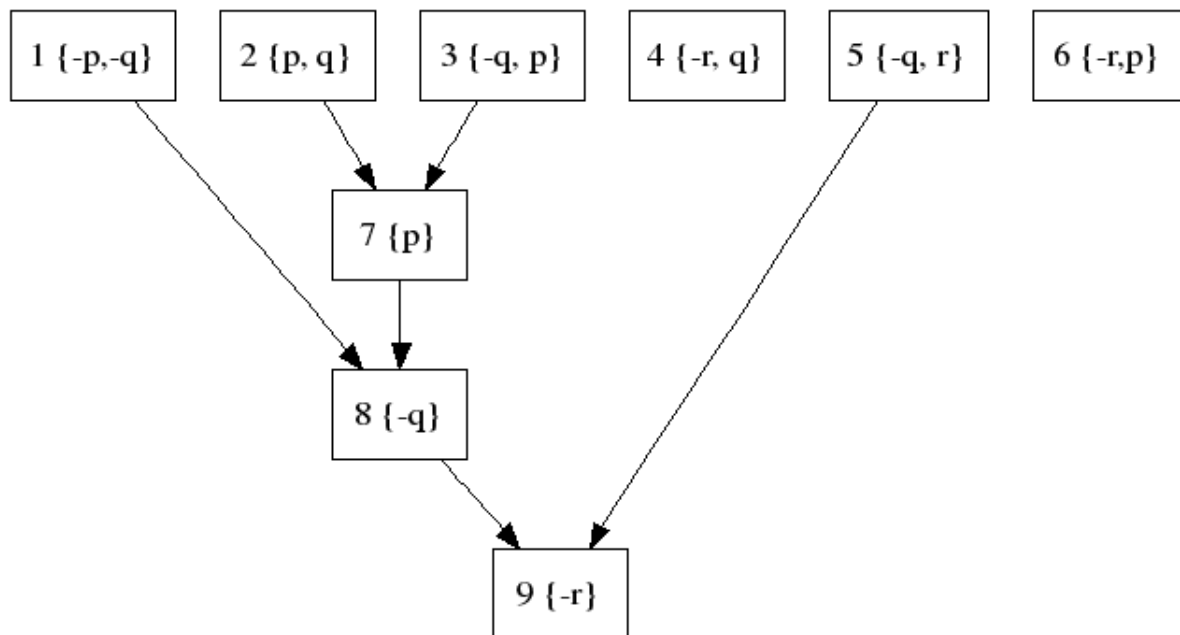 1 {-p,-q}
2 {p, q}
3 {-q, p}
4 {-r, q}
5 {-q, r}
6 {-r,p}
7 {p}
8 {-q}
9 {-r}